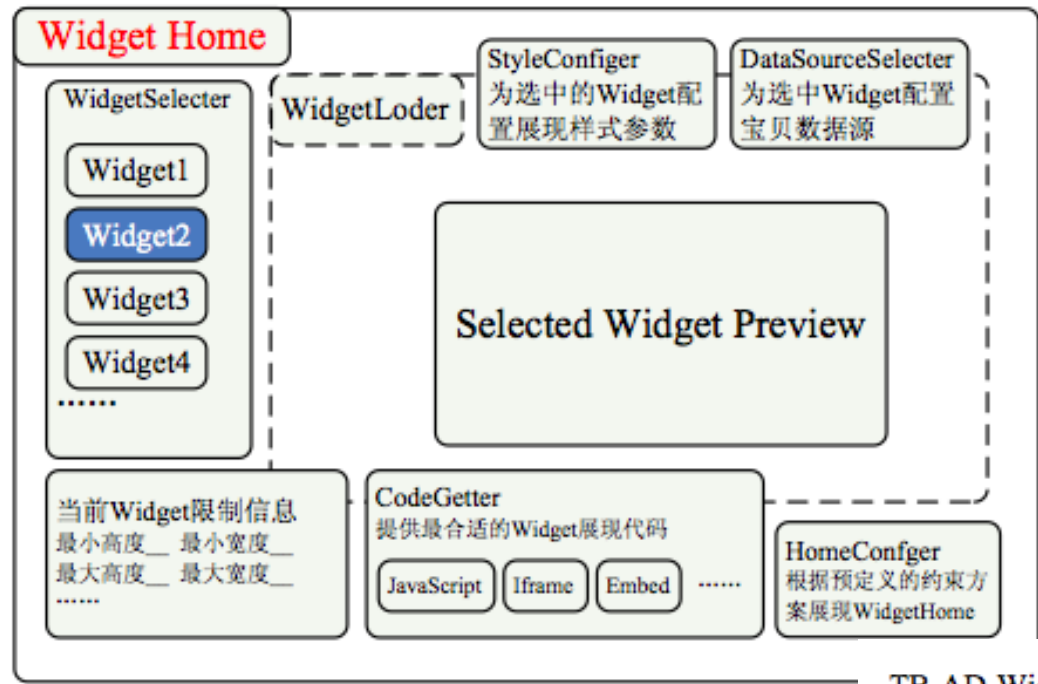 Widget Home
WidgetSelecter
Widget1
Widget2
Widget3
Widget4
······
WidgetLoder
StyleConfiger
为选中的Widget配
置展现样式参数
DataSourceSelecter
为选中Widget配置
宝贝数据源
Selected Widget Preview
当前Widget限制信息
最小高度__ 最小宽度__
最大高度__ 最大宽度__
······
CodeGetter
提供最合适的Widget展现代码
JavaScript
Iframe
Embed
······
HomeConfger
根据预定义的约束方
案展现WidgetHome